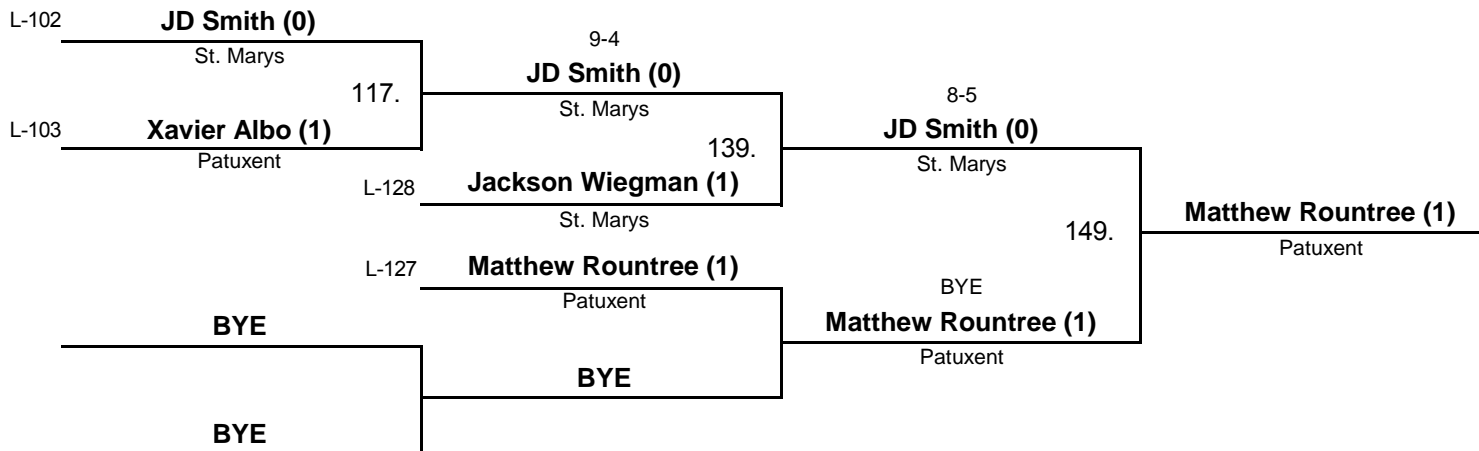 L-102
JD Smith (0)
St. Marys
9-4
JD Smith (0)
117.
St. Marys
8-5
L-103
Xavier Albo (1)
JD Smith (0)
Patuxent
139.
St. Marys
L-128
Jackson Wiegman (1)
St. Marys
Matthew Rountree (1)
149.
Patuxent
L-127
Matthew Rountree (1)
Patuxent
BYE
BYE
Matthew Rountree (1)
Patuxent
BYE
BYE